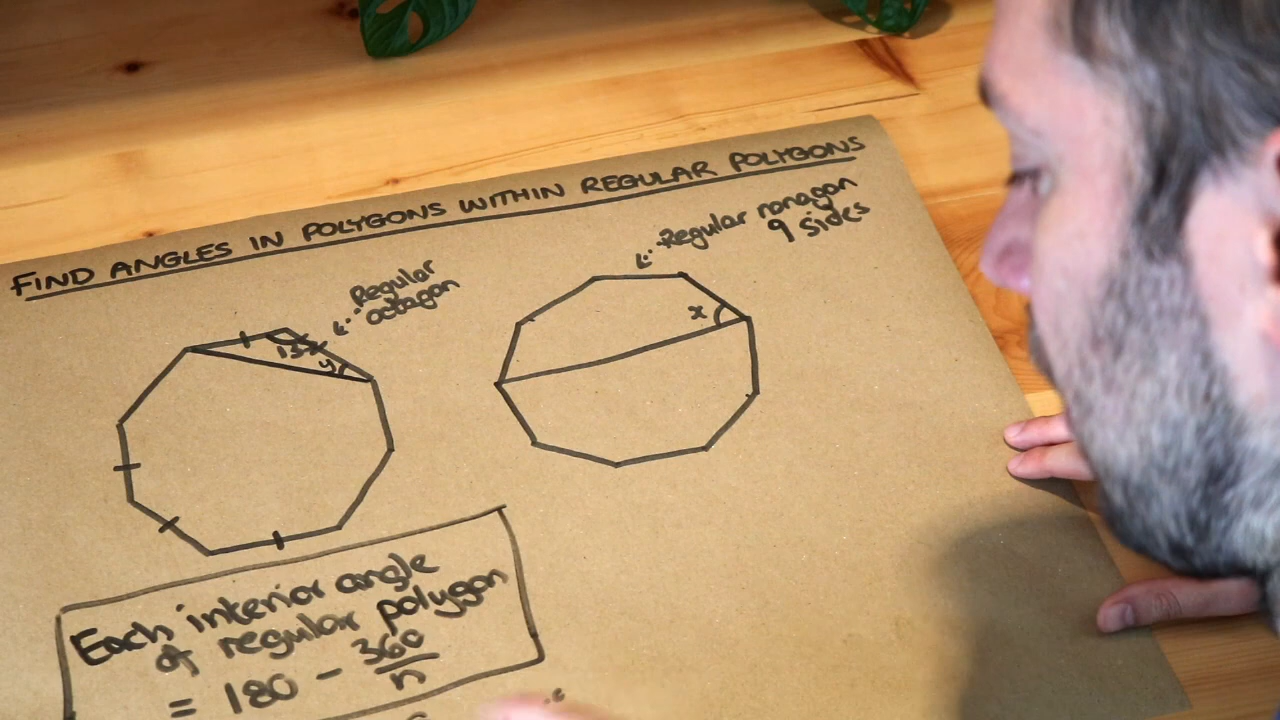 FIND ANGLES IN POLYGONS WITHIN REGULAR POLYGONS
Regular
octagon
y
Regular nonagon
9 sides
x
Each interior angle
of regular polygon
= 180 - 360
n